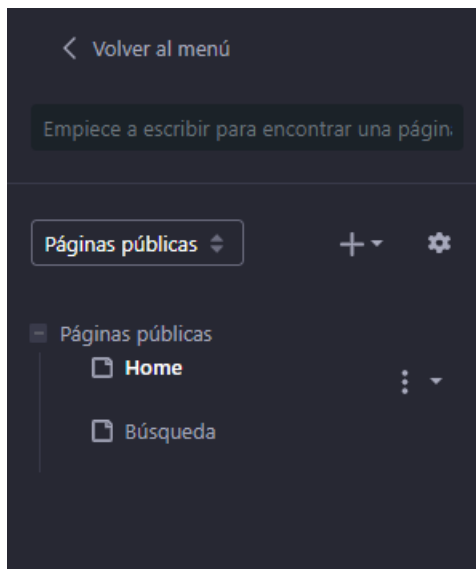 Volver al menú
Empiece a escribir para encontrar una págin
Páginas públicas
Páginas públicas
Home
Búsqueda